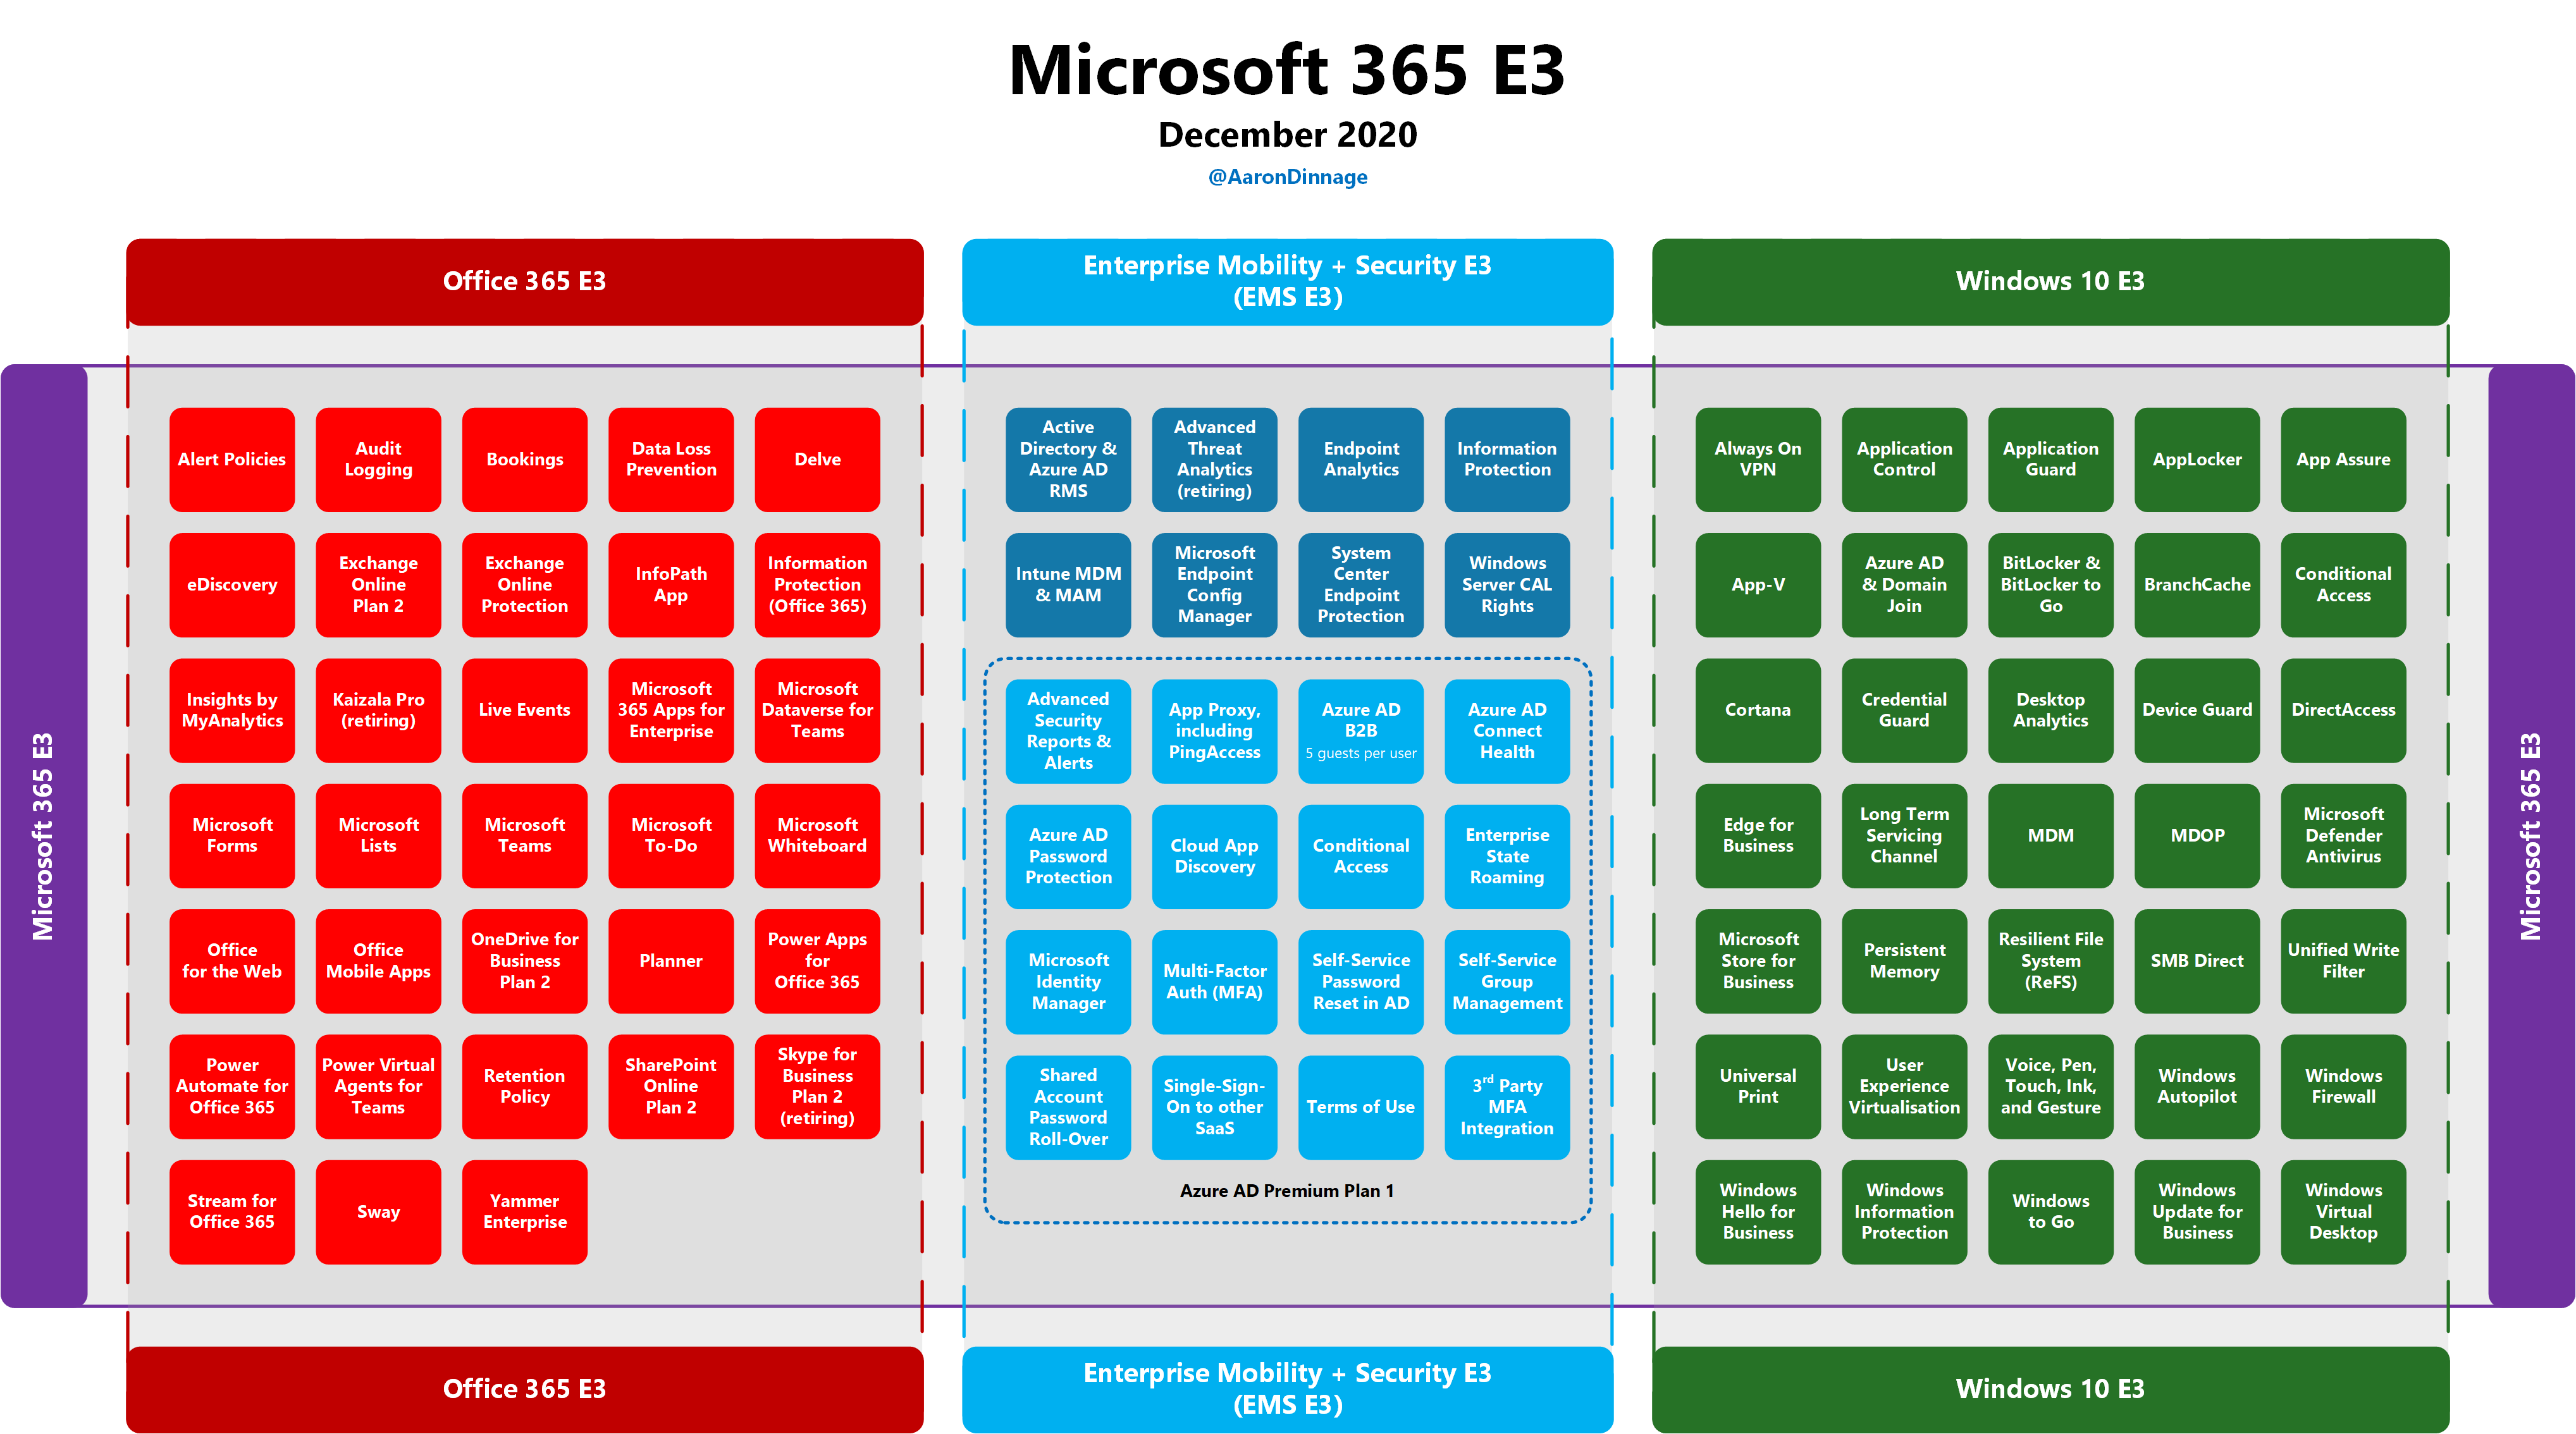 Microsoft 365 E3
December 2020
@AaronDinnage
Office 365 E3
Enterprise Mobility + Security E3
(EMS E3)
Windows 10 E3
Microsoft 365 E3
Alert Policies
Audit
Logging
Bookings
Data Loss
Prevention
Delve
eDiscovery
Exchange
Online
Plan 2
Exchange
Online
Protection
InfoPath
App
Information
Protection
(Office 365)
Insights by
MyAnalytics
Kaizala Pro
(retiring)
Live Events
Microsoft
365 Apps for
Enterprise
Microsoft
Dataverse for
Teams
Microsoft
Forms
Microsoft
Lists
Microsoft
Teams
Microsoft
To-Do
Microsoft
Whiteboard
Office
for the Web
Office
Mobile Apps
OneDrive for
Business
Plan 2
Planner
Power Apps
for
Office 365
Power
Automate for
Office 365
Power Virtual
Agents for
Teams
Retention
Policy
SharePoint
Online
Plan 2
Skype for
Business
Plan 2
(retiring)
Stream for
Office 365
Sway
Yammer
Enterprise
Active
Directory &
Azure AD
RMS
Advanced
Threat
Analytics
(retiring)
Endpoint
Analytics
Information
Protection
Intune MDM
& MAM
Microsoft
Endpoint
Config
Manager
System
Center
Endpoint
Protection
Windows
Server CAL
Rights
Advanced
Security
Reports &
Alerts
App Proxy,
including
PingAccess
Azure AD
B2B
5 guests per user
Azure AD
Connect
Health
Azure AD
Password
Protection
Cloud App
Discovery
Conditional
Access
Enterprise
State
Roaming
Microsoft
Identity
Manager
Multi-Factor
Auth (MFA)
Self-Service
Password
Reset in AD
Self-Service
Group
Management
Shared
Account
Password
Roll-Over
Single-Sign-
On to other
SaaS
Terms of Use
3rd Party
MFA
Integration
Azure AD Premium Plan 1
Always On
VPN
Application
Control
Application
Guard
AppLocker
App Assure
App-V
Azure AD
& Domain
Join
BitLocker &
BitLocker to
Go
BranchCache
Conditional
Access
Cortana
Credential
Guard
Desktop
Analytics
Device Guard
DirectAccess
Edge for
Business
Long Term
Servicing
Channel
MDM
MDOP
Microsoft
Defender
Antivirus
Microsoft
Store for
Business
Persistent
Memory
Resilient File
System
(ReFS)
SMB Direct
Unified Write
Filter
Universal
Print
User
Experience
Virtualisation
Voice, Pen,
Touch, Ink,
and Gesture
Windows
Autopilot
Windows
Firewall
Windows
Hello for
Business
Windows
Information
Protection
Windows
to Go
Windows
Update for
Business
Windows
Virtual
Desktop
Microsoft 365 E3
Office 365 E3
Enterprise Mobility + Security E3
(EMS E3)
Windows 10 E3